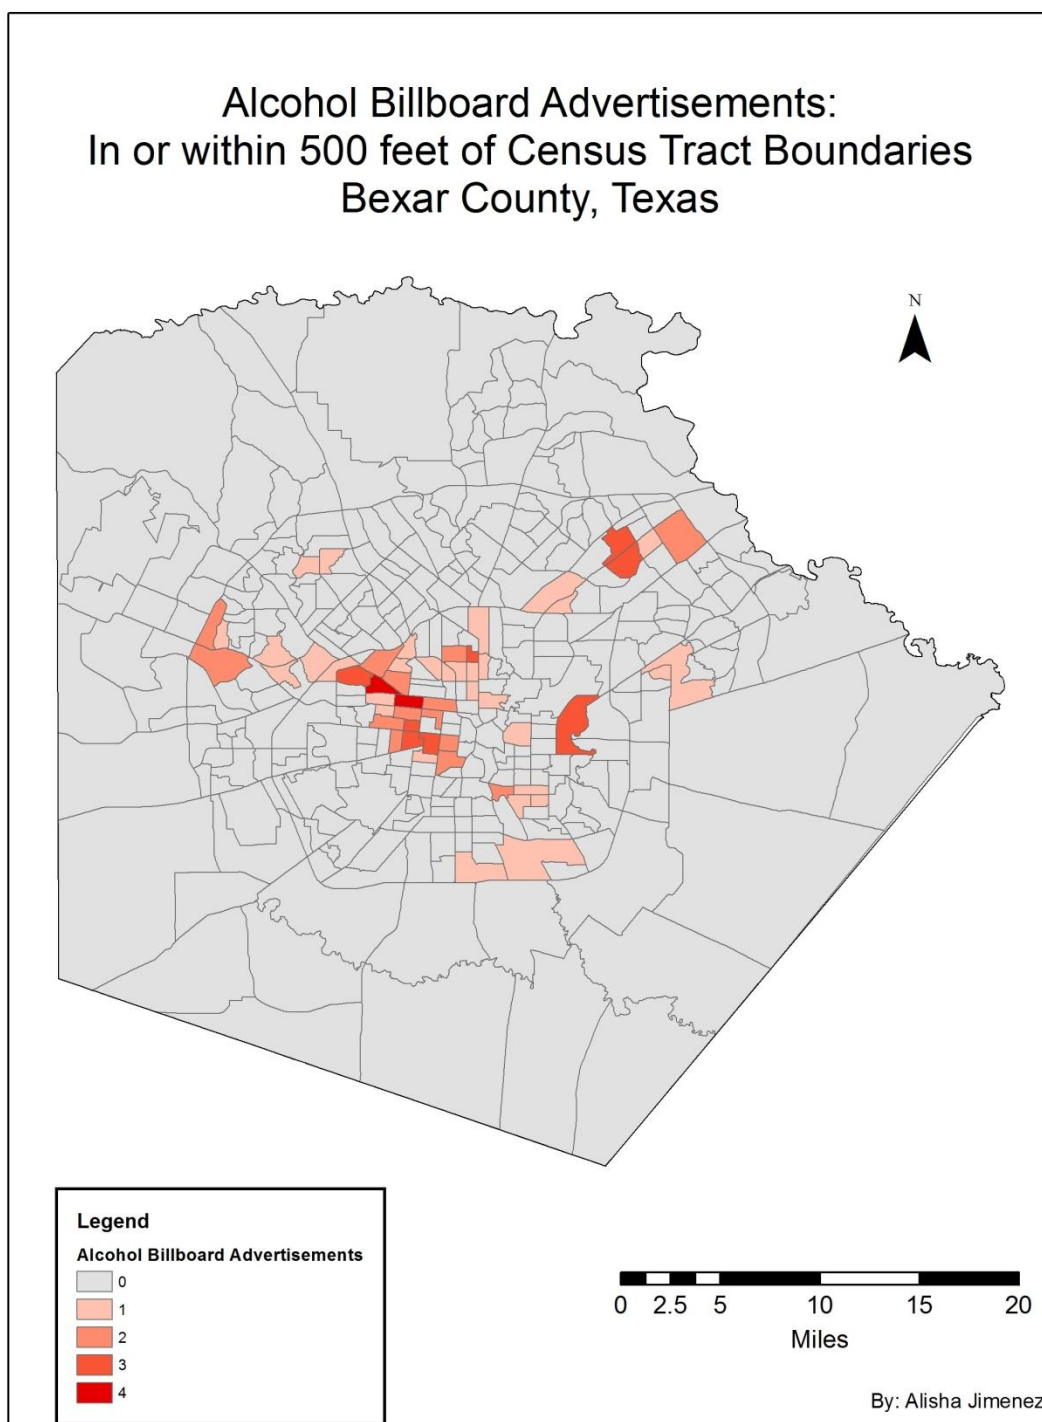 Alcohol Billboard Advertisements:
In or within 500 feet of Census Tract Boundaries
Bexar County, Texas
N
Legend
Alcohol Billboard Advertisements
0
1
2
3
4
0 2.5 5 10 15 20
Miles
By: Alisha Jimenez